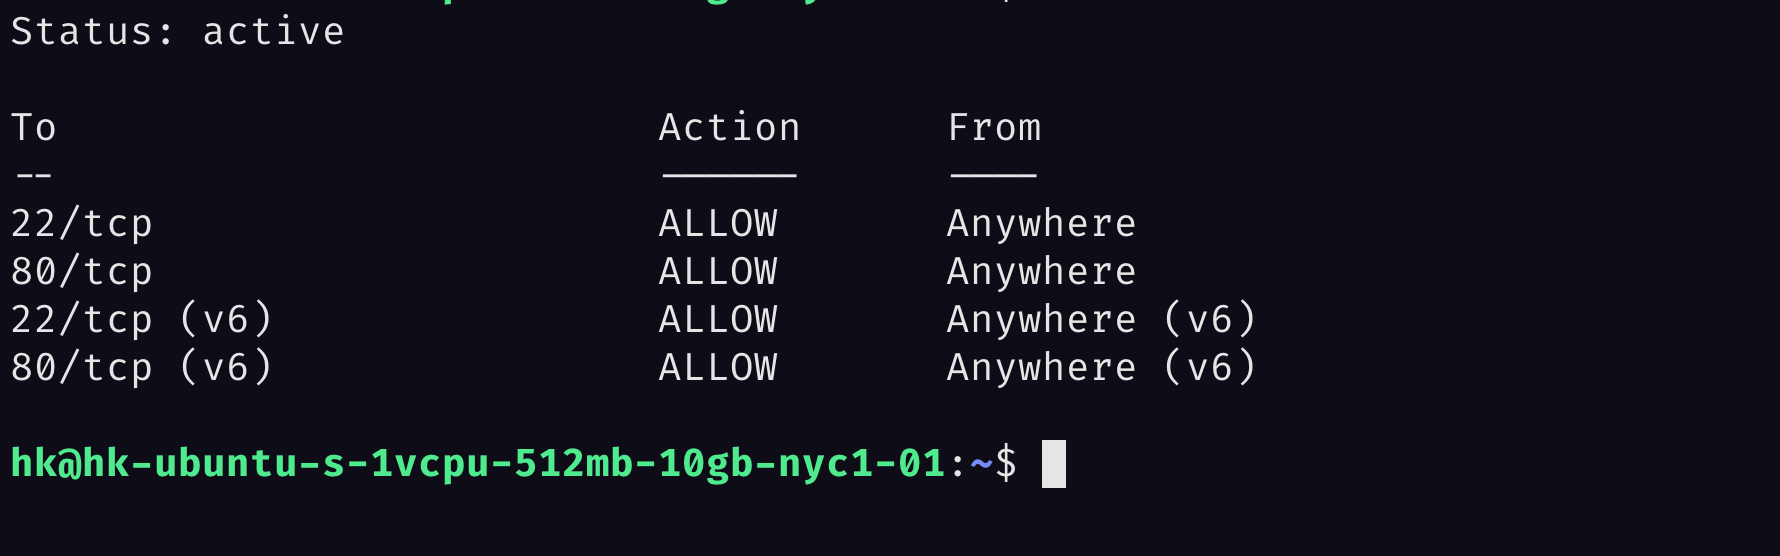 Status: active
To Action From
-- ------ ----
22/tcp ALLOW Anywhere
80/tcp ALLOW Anywhere
22/tcp (v6) ALLOW Anywhere (v6)
80/tcp (v6) ALLOW Anywhere (v6)
hk@hk-ubuntu-s-1vcpu-512mb-10gb-nyc1-01:~$